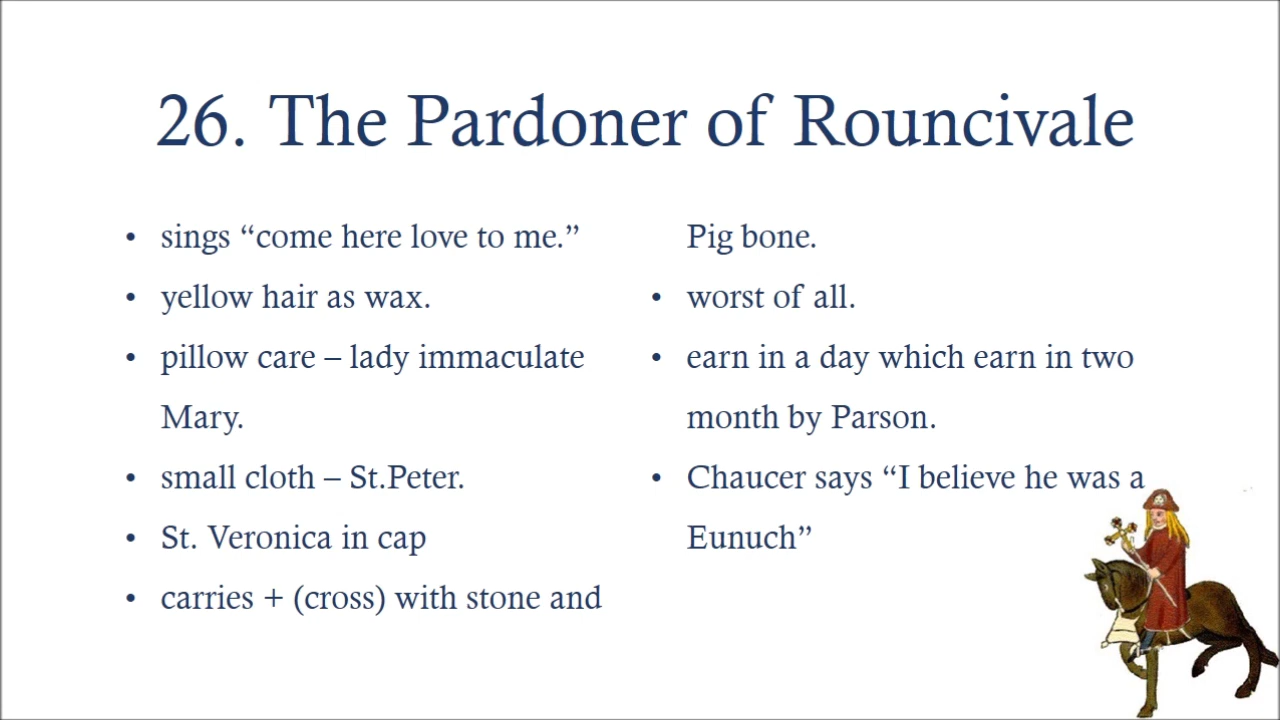 26. The Pardoner of Rouncivale
• sings “come here love to me.”
• yellow hair as wax.
• pillow care – lady immaculate
Mary.
• small cloth – St.Peter.
• St. Veronica in cap
• carries + (cross) with stone and
Pig bone.
• worst of all.
• earn in a day which earn in two
month by Parson.
• Chaucer says “I believe he was a
Eunuch”